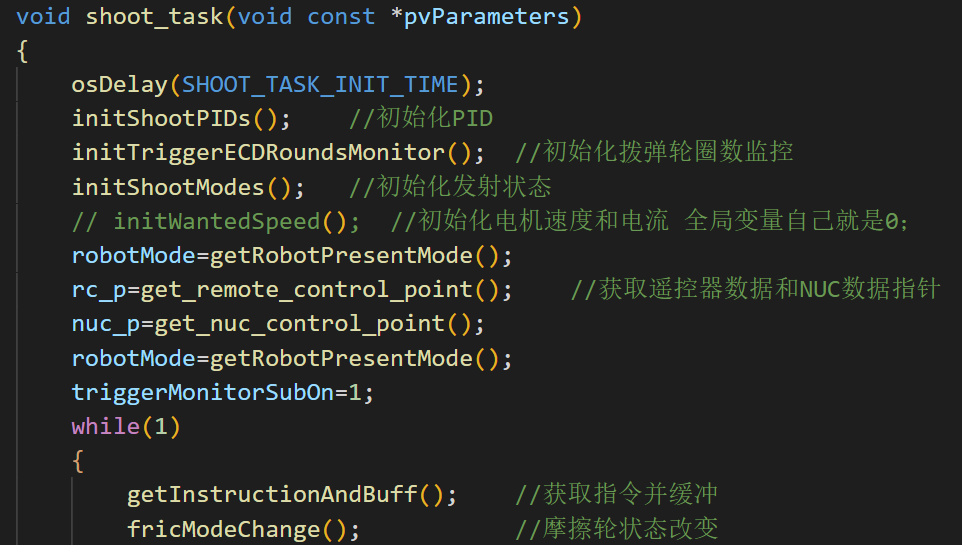 void shoot_task(void const *pvParameters)
{
osDelay(SHOOT_TASK_INIT_TIME);
initShootPIDs();    //初始化PID
initTriggerECDRoundsMonitor();  //初始化拨弹轮圈数监控
initShootModes();   //初始化发射状态
// initWantedSpeed();  //初始化电机速度和电流 全局变量自己就是0;
robotMode=getRobotPresentMode();
rc_p=get_remote_control_point();    //获取遥控器数据和NUC数据指针
nuc_p=get_nuc_control_point();
robotMode=getRobotPresentMode();
triggerMonitorSubOn=1;
while(1)
{
getInstructionAndBuff();    //获取指令并缓冲
fricModeChange();           //摩擦轮状态改变